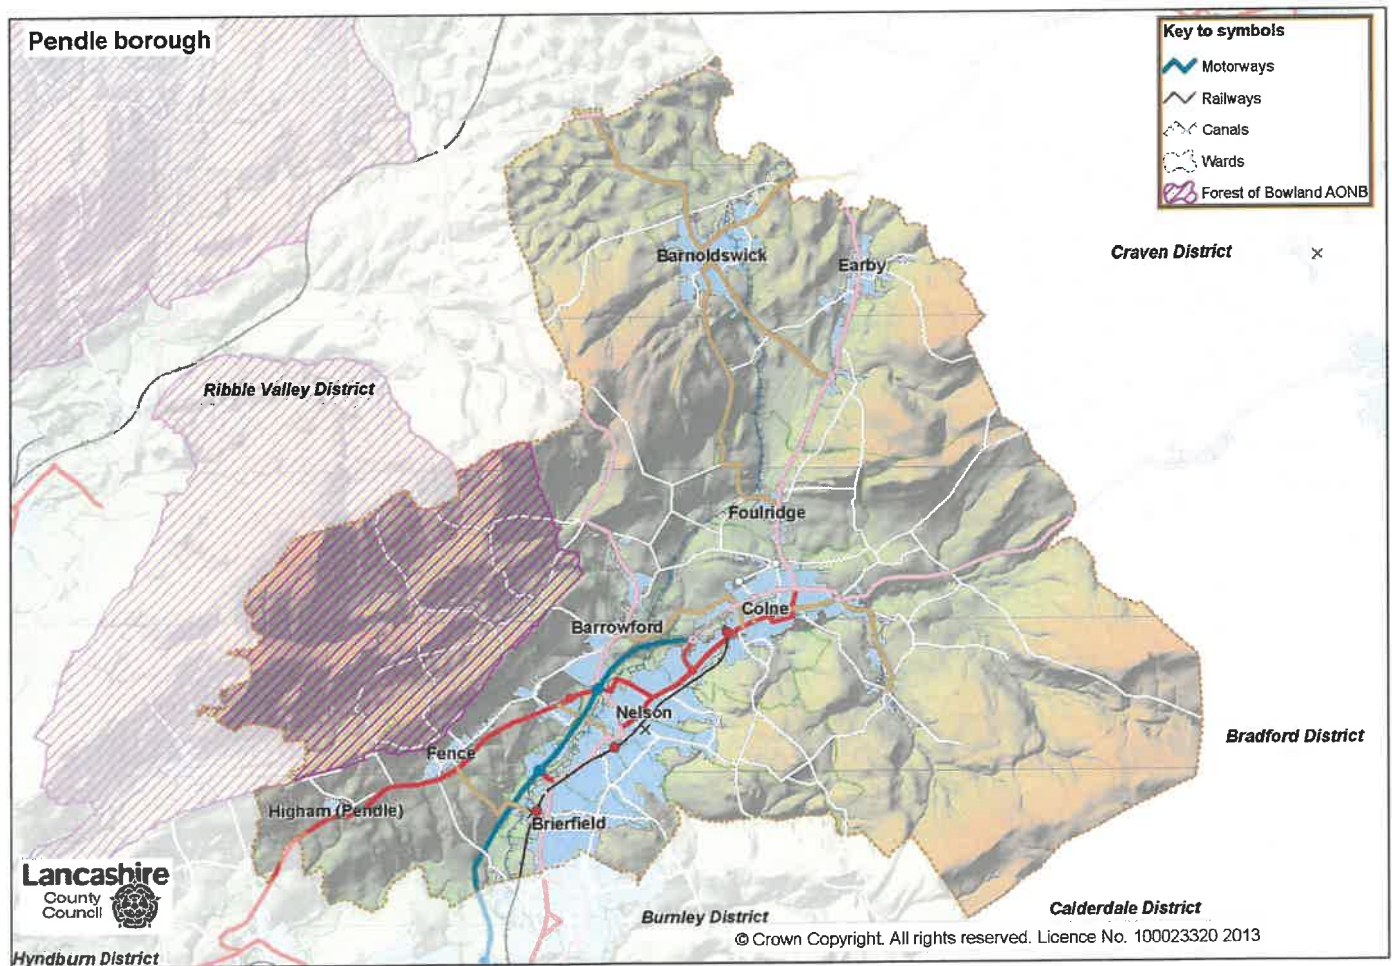 Pendle borough
Key to symbols
Motorways
Railways
Canals
Wards
Forest of Bowland AONB
Craven District
Barnoldswick
Earby
Ribble Valley District
Foulridge
Colne
Barrowford
Nelson
Fence
Bradford District
Higham (Pendle)
Brierfield
Lancashire
County
Council
Burnley District
Calderdale District
© Crown Copyright. All rights reserved. Licence No. 100023320 2013
Hyndburn District